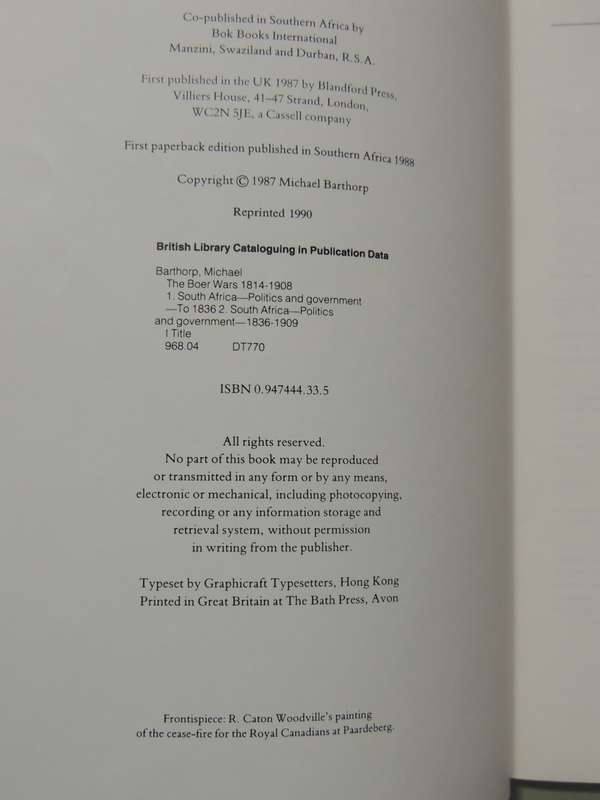 Co-published in Southern Africa by
Bok Books International
Manzini, Swaziland and Durban, R.S.A.
First published in the UK 1987 by Blandford Press,
Villiers House, 41–47 Strand, London,
WC2N 5JE, a Cassell company
First paperback edition published in Southern Africa 1988
Copyright © 1987 Michael Barthorp
Reprinted 1990
British Library Cataloguing in Publication Data
Barthorp, Michael
The Boer Wars 1814-1908
1. South Africa—Politics and government
—To 1836 2. South Africa—Politics
and government—1836-1909
I Title
968.04 DT770
ISBN 0.947444.33.5
All rights reserved.
No part of this book may be reproduced
or transmitted in any form or by any means,
electronic or mechanical, including photocopying,
recording or any information storage and
retrieval system, without permission
in writing from the publisher.
Typeset by Graphicraft Typesetters, Hong Kong
Printed in Great Britain at The Bath Press, Avon
Frontispiece: R. Caton Woodville's painting
of the cease-fire for the Royal Canadians at Paardeberg.